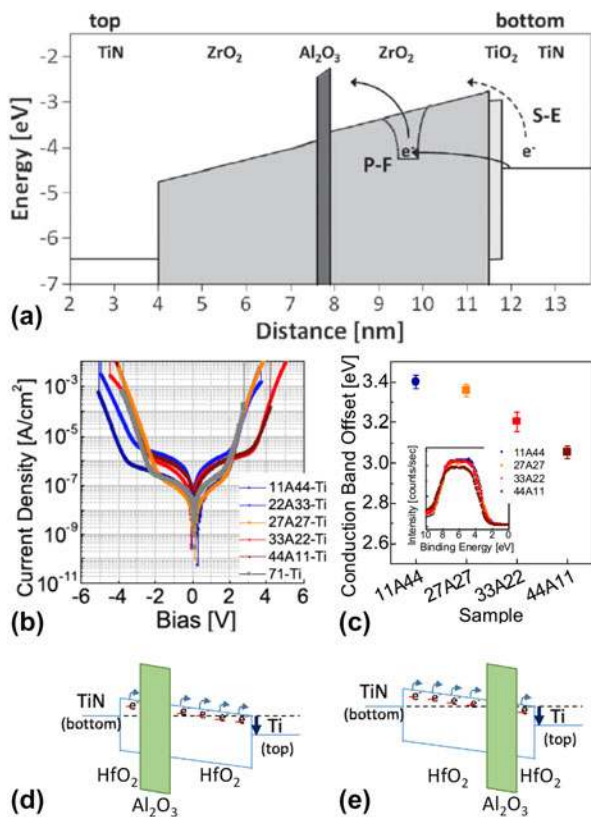 top
bottom
TiN ZrO₂ Al₂O₃ ZrO₂ TiO₂ TiN
Energy [eV]
-2
-3
-4
-5
-6
-7
S-E
e⁻
e⁻
P-F
2 3 4 5 6 7 8 9 10 11 12 13
Distance [nm]
(a)
Current Density [A/cm²]
10⁻³
10⁻⁵
10⁻⁷
10⁻⁹
10⁻¹¹
11A44-Ti
22A33-Ti
27A27-Ti
33A22-Ti
44A11-Ti
71-Ti
-6 -4 -2 0 2 4 6
Bias [V]
(b)
Conduction Band Offset [eV]
3.4
3.2
3.0
2.8
2.6
Intensity [counts/sec]
11A44
27A27
33A22
44A11
10 8 6 4 2 0
Binding Energy [eV]
11A44 27A27 33A22 44A11
Sample
(c)
TiN
(bottom)
e
e
e
e
e
Ti
(top)
HfO₂
HfO₂
Al₂O₃
(d)
TiN
(bottom)
e
e
e
e
e
Ti
(top)
HfO₂
HfO₂
Al₂O₃
(e)